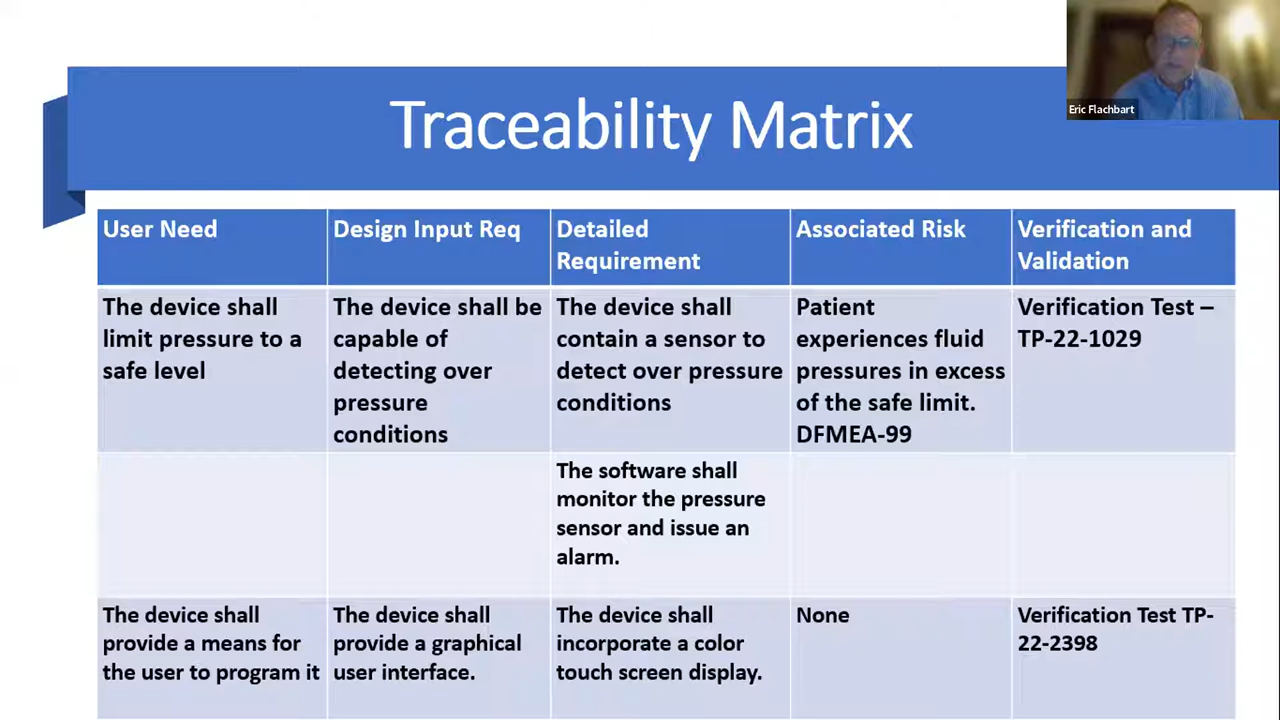 Eric Flachbart
Traceability Matrix
User Need
Design Input Req
Detailed
Requirement
Associated Risk
Verification and
Validation
The device shall
limit pressure to a
safe level
The device shall be
capable of
detecting over
pressure
conditions
The device shall
contain a sensor to
detect over pressure
conditions
Patient
experiences fluid
pressures in excess
of the safe limit.
DFMEA-99
Verification Test –
TP-22-1029
The software shall
monitor the pressure
sensor and issue an
alarm.
The device shall
provide a means for
the user to program it
The device shall
provide a graphical
user interface.
The device shall
incorporate a color
touch screen display.
None
Verification Test TP-
22-2398